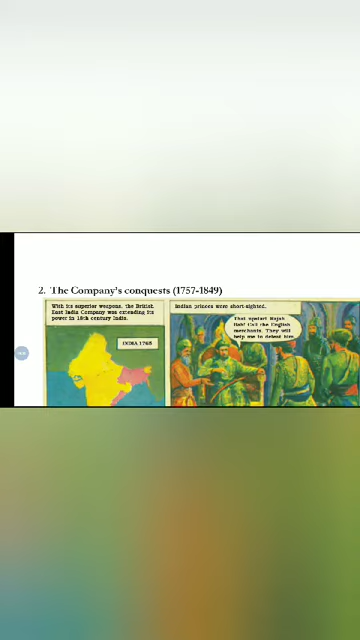 2. The Company's conquests (1757-1849)
With its superior weapons, the British
East India Company was extending its
power in 18th century India.
INDIA 1765
Indian princes were short-sighted.
That upstart Rajah
Call the English
merchants. They will
help me to defeat him.